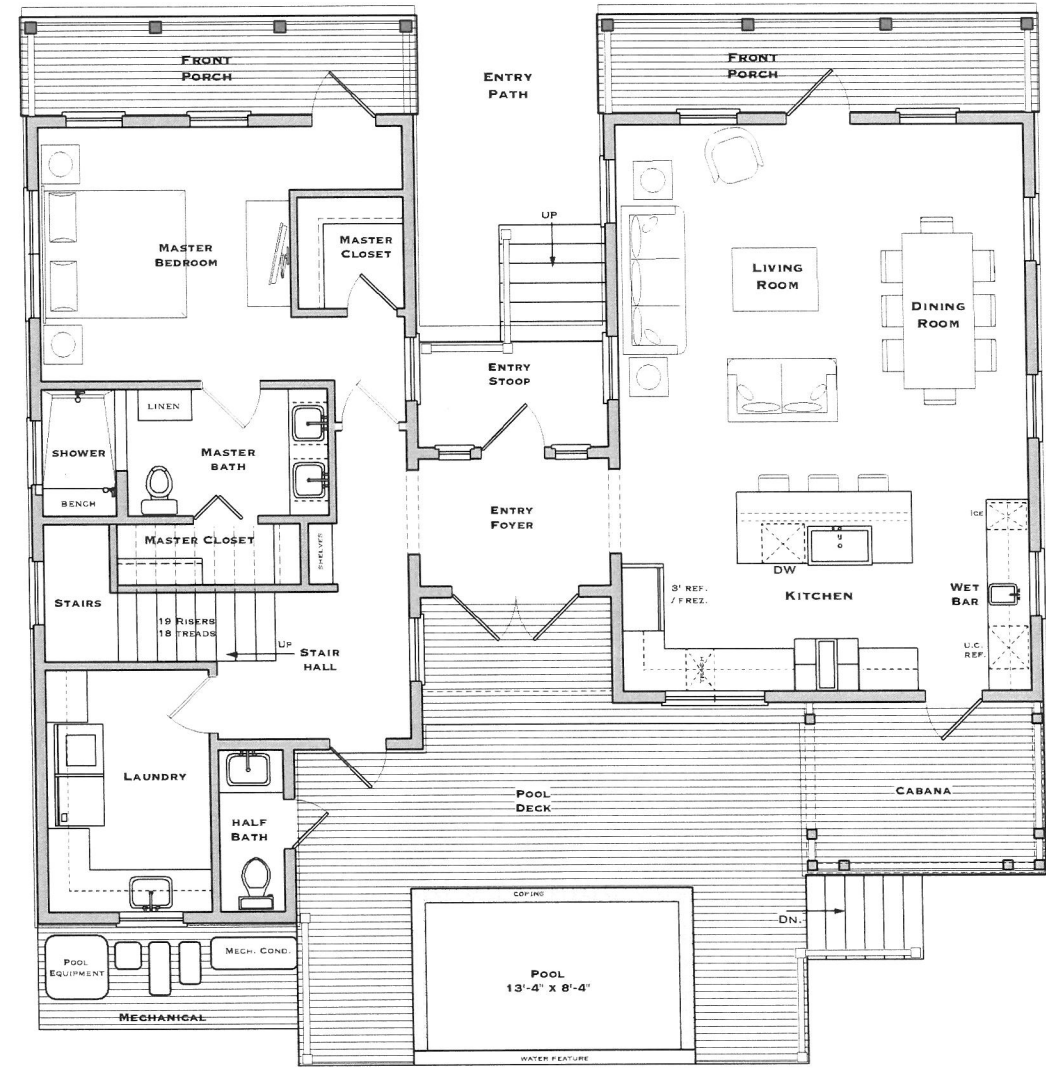 FRONT
PORCH
FRONT
PORCH
ENTRY
PATH
UP
MASTER
CLOSET
MASTER
BEDROOM
LIVING
ROOM
DINING
ROOM
ENTRY
STOOP
LINEN
SHOWER
MASTER
BATH
BENCH
ENTRY
FOYER
ICE
MASTER CLOSET
SHELVES
DW
3' REF.
/ FREZ.
KITCHEN
WET
BAR
STAIRS
19 RISERS
18 TREADS
UP
STAIR
HALL
U.C.
REF.
TRASH
LAUNDRY
POOL
DECK
CABANA
HALF
BATH
COPING
DN.
POOL
EQUIPMENT
MECH. COND.
POOL
13'-4" X 8'-4"
MECHANICAL
WATER FEATURE